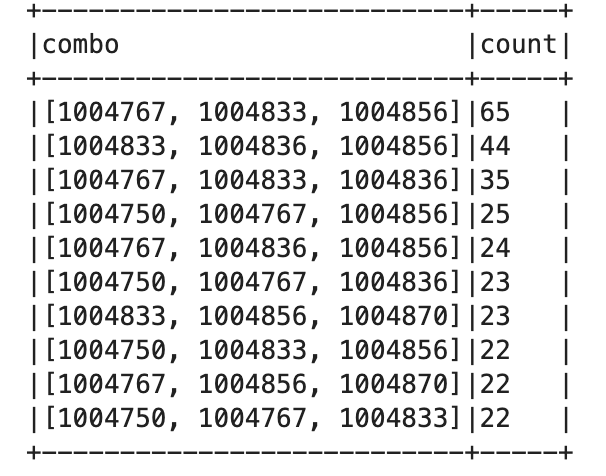 +----------------------------+-----+
|combo                       |count|
+----------------------------+-----+
|[1004767, 1004833, 1004856]|65   |
|[1004833, 1004836, 1004856]|44   |
|[1004767, 1004833, 1004836]|35   |
|[1004750, 1004767, 1004856]|25   |
|[1004767, 1004836, 1004856]|24   |
|[1004750, 1004767, 1004836]|23   |
|[1004833, 1004856, 1004870]|23   |
|[1004750, 1004833, 1004856]|22   |
|[1004767, 1004856, 1004870]|22   |
|[1004750, 1004767, 1004833]|22   |
+----------------------------+-----+